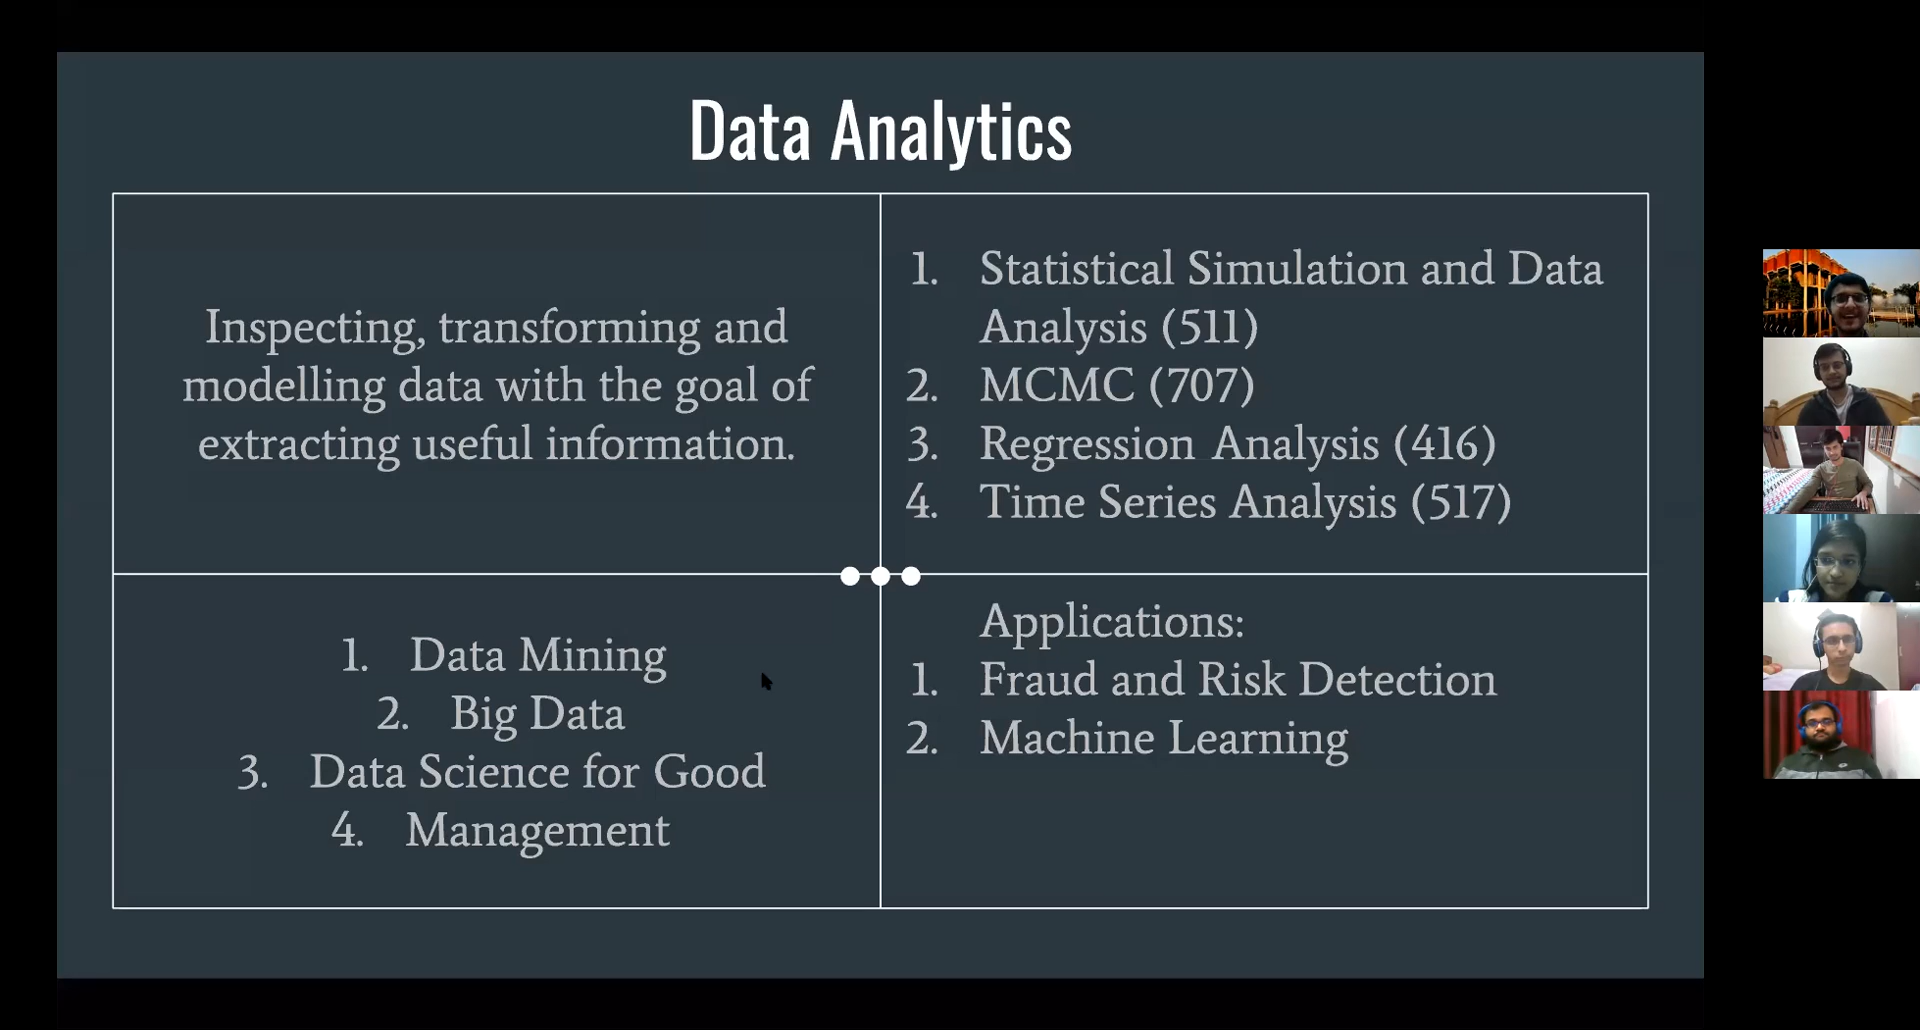 Data Analytics
Inspecting, transforming and
modelling data with the goal of
extracting useful information.
1. Statistical Simulation and Data
Analysis (511)
2. MCMC (707)
3. Regression Analysis (416)
4. Time Series Analysis (517)
1. Data Mining
2. Big Data
3. Data Science for Good
4. Management
Applications:
1. Fraud and Risk Detection
2. Machine Learning